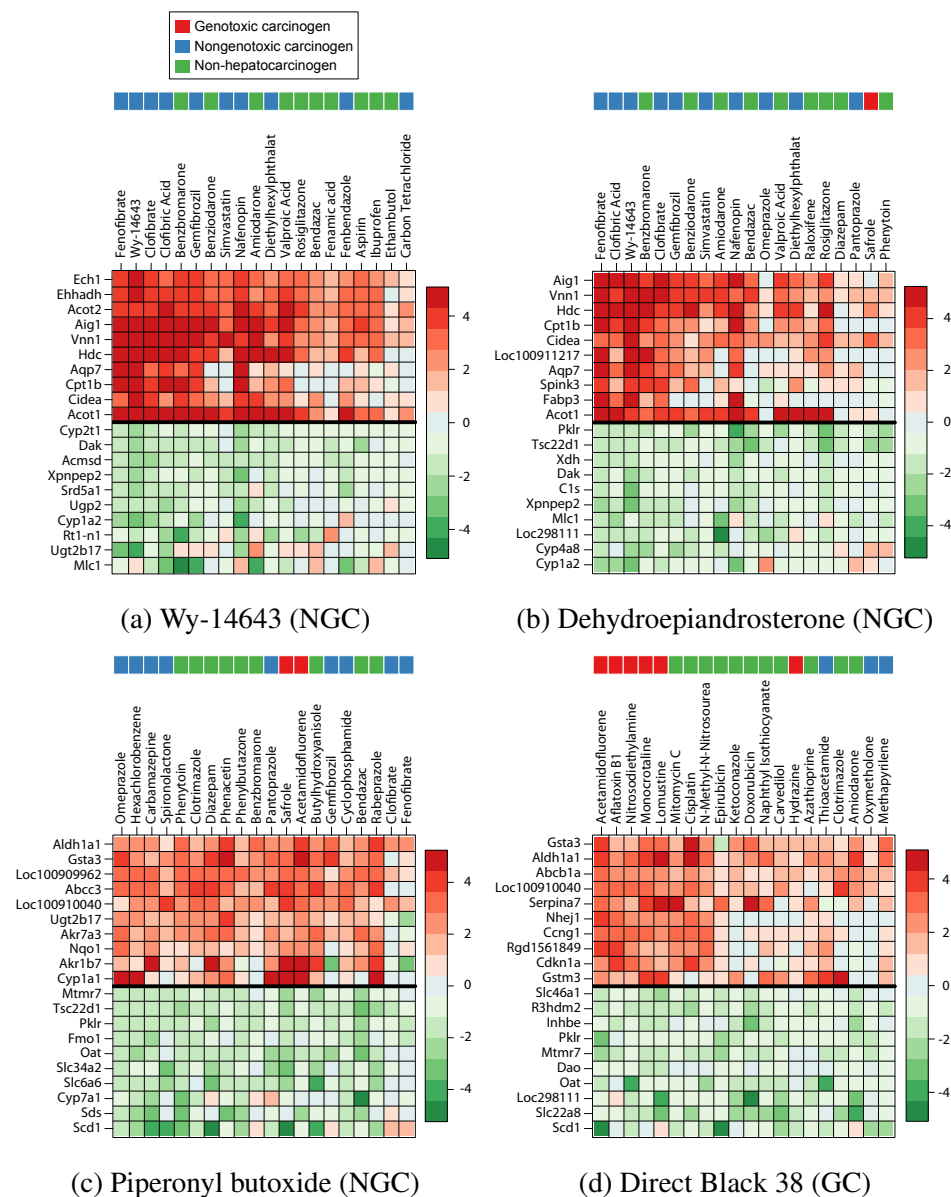 Genotoxic carcinogen
Nongenotoxic carcinogen
Non-hepatocarcinogen
Fenofibrate
Wy-14643
Clofibrate
Clofibric Acid
Benzbromarone
Gemfibrozil
Benziodarone
Simvastatin
Nafenopin
Amiodarone
Diethylhexylphthalat
Valproic Acid
Rosiglitazone
Bendazac
Fenamic acid
Fenbendazole
Aspirin
Ibuprofen
Ethambutol
Carbon Tetrachloride
Ech1
Ehhadh
Acot2
Aig1
Vnn1
Hdc
Aqp7
Cpt1b
Cidea
Acot1
Cyp2t1
Dak
Acmsd
Xpnpep2
Srd5a1
Ugp2
Cyp1a2
Rt1-n1
Ugt2b17
Mlc1
4
2
0
-2
-4
(a) Wy-14643 (NGC)
Fenofibrate
Clofibric Acid
Wy-14643
Benzbromarone
Clofibrate
Gemfibrozil
Benziodarone
Simvastatin
Amiodarone
Nafenopin
Bendazac
Omeprazole
Valproic Acid
Diethylhexylphthalat
Raloxifene
Rosiglitazone
Diazepam
Pantoprazole
Safrole
Phenytoin
Aig1
Vnn1
Hdc
Cpt1b
Cidea
Loc100911217
Aqp7
Spink3
Fabp3
Acot1
Pklr
Tsc22d1
Xdh
Dak
C1s
Xpnpep2
Mlc1
Loc298111
Cyp4a8
Cyp1a2
4
2
0
-2
-4
(b) Dehydroepiandrosterone (NGC)
Omeprazole
Hexachlorobenzene
Carbamazepine
Spironolactone
Phenytoin
Clotrimazole
Diazepam
Phenacetin
Phenylbutazone
Benzbromarone
Pantoprazole
Safrole
Acetamidofluorene
Butylhydroxyanisole
Gemfibrozil
Cyclophosphamide
Bendazac
Rabeprazole
Clofibrate
Fenofibrate
Aldh1a1
Gsta3
Loc100909962
Abcc3
Loc100910040
Ugt2b17
Akr7a3
Nqo1
Akr1b7
Cyp1a1
Mtmr7
Tsc22d1
Pklr
Fmo1
Oat
Slc34a2
Slc6a6
Cyp7a1
Sds
Scd1
4
2
0
-2
-4
(c) Piperonyl butoxide (NGC)
Acetamidofluorene
Aflatoxin B1
Nitrosodiethylamine
Monocrotaline
Lomustine
Mitomycin C
Cisplatin
N-Methyl-N-Nitrosourea
Epirubicin
Ketoconazole
Doxorubicin
Naphthyl Isothiocyanate
Carvedilol
Hydrazine
Azathioprine
Thioacetamide
Clotrimazole
Amiodarone
Oxymetholone
Methapyrilene
Gsta3
Aldh1a1
Abcb1a
Loc100910040
Serpina7
Nhej1
Ccng1
Rgd1561849
Cdkn1a
Gstm3
Slc46a1
R3hdm2
Inhbe
Pklr
Mtmr7
Dao
Oat
Loc298111
Slc22a8
Scd1
4
2
0
-2
-4
(d) Direct Black 38 (GC)